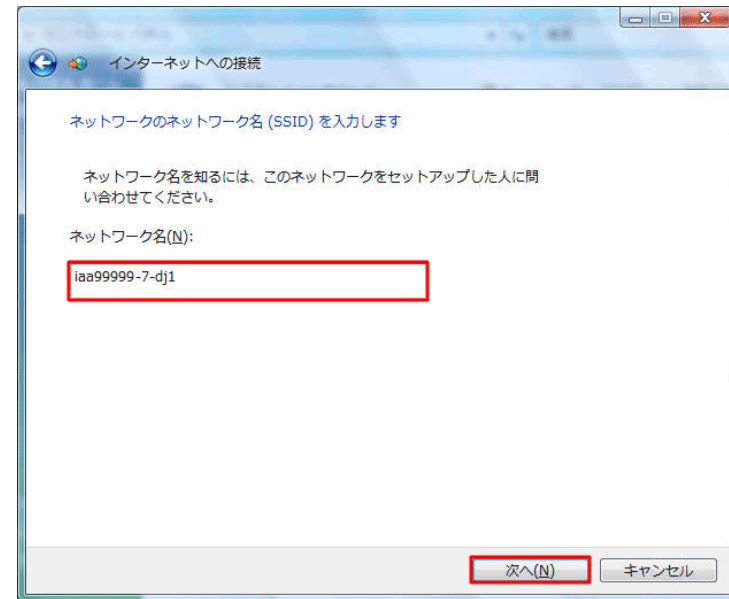 インターネットへの接続
ネットワークのネットワーク名 (SSID) を入力します
ネットワーク名を知るには、このネットワークをセットアップした人に問
い合わせてください。
ネットワーク名(N):
iaa99999-7-dj1
次へ(N)
キャンセル